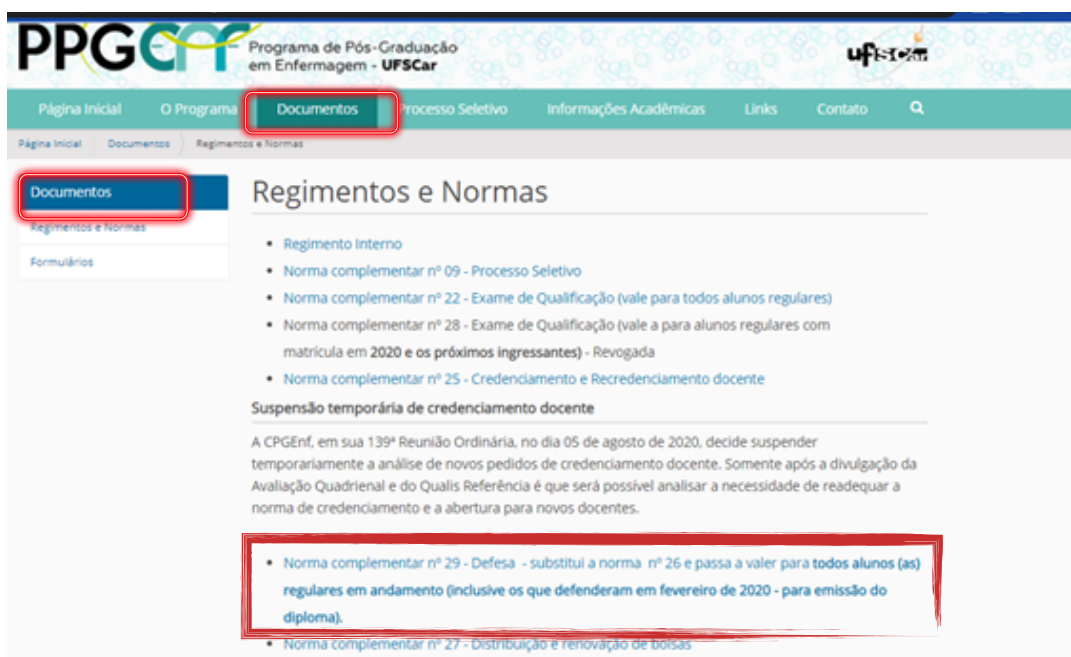 PPGEnf Programa de Pós-Graduação
em Enfermagem - UFSCar
ufscar
Página Inicial O Programa Documentos Processo Seletivo Informações Acadêmicas Links Contato
Página Inicial Documentos Regimentos e Normas
Documentos
Regimentos e Normas
Formulários
Regimentos e Normas
• Regimento Interno
• Norma complementar nº 09 - Processo Seletivo
• Norma complementar nº 22 - Exame de Qualificação (vale para todos alunos regulares)
• Norma complementar nº 28 - Exame de Qualificação (vale a para alunos regulares com
matrícula em 2020 e os próximos ingressantes) - Revogada
• Norma complementar nº 25 - Credenciamento e Recredenciamento docente
Suspensão temporária de credenciamento docente
A CPGEnf, em sua 139ª Reunião Ordinária, no dia 05 de agosto de 2020, decide suspender
temporariamente a análise de novos pedidos de credenciamento docente. Somente após a divulgação da
Avaliação Quadrienal e do Qualis Referência é que será possível analisar a necessidade de readequar a
norma de credenciamento e a abertura para novos docentes.
• Norma complementar nº 29 - Defesa - substitui a norma nº 26 e passa a valer para todos alunos (as)
regulares em andamento (inclusive os que defenderam em fevereiro de 2020 - para emissão do
diploma).
• Norma complementar nº 27 - Distribuição e renovação de bolsas